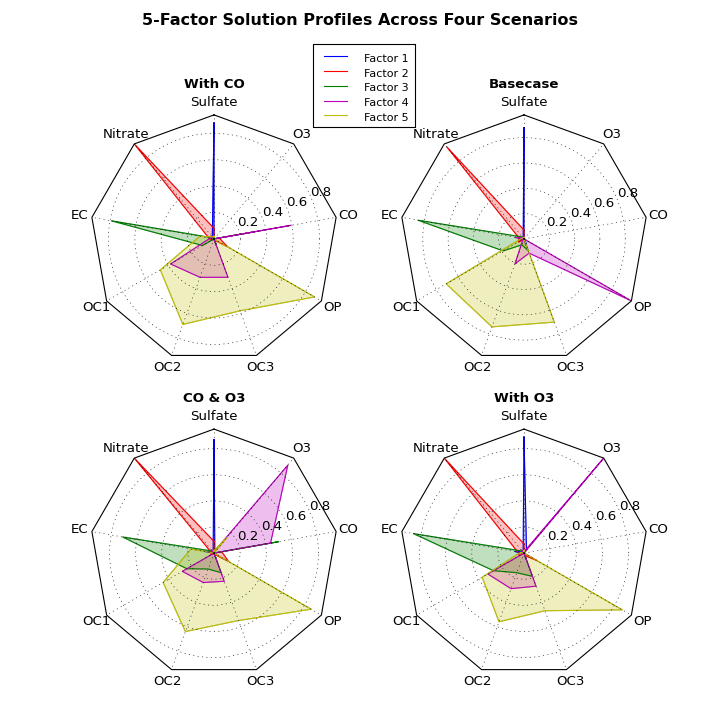 5-Factor Solution Profiles Across Four Scenarios
Factor 1
Factor 2
Factor 3
Factor 4
Factor 5
With CO
Sulfate
Nitrate
O3
EC
CO
0.2
0.4
0.6
0.8
OC1
OP
OC2
OC3
Basecase
Sulfate
Nitrate
O3
EC
CO
0.2
0.4
0.6
0.8
OC1
OP
OC2
OC3
CO & O3
Sulfate
Nitrate
O3
EC
CO
0.2
0.4
0.6
0.8
OC1
OP
OC2
OC3
With O3
Sulfate
Nitrate
O3
EC
CO
0.2
0.4
0.6
0.8
OC1
OP
OC2
OC3